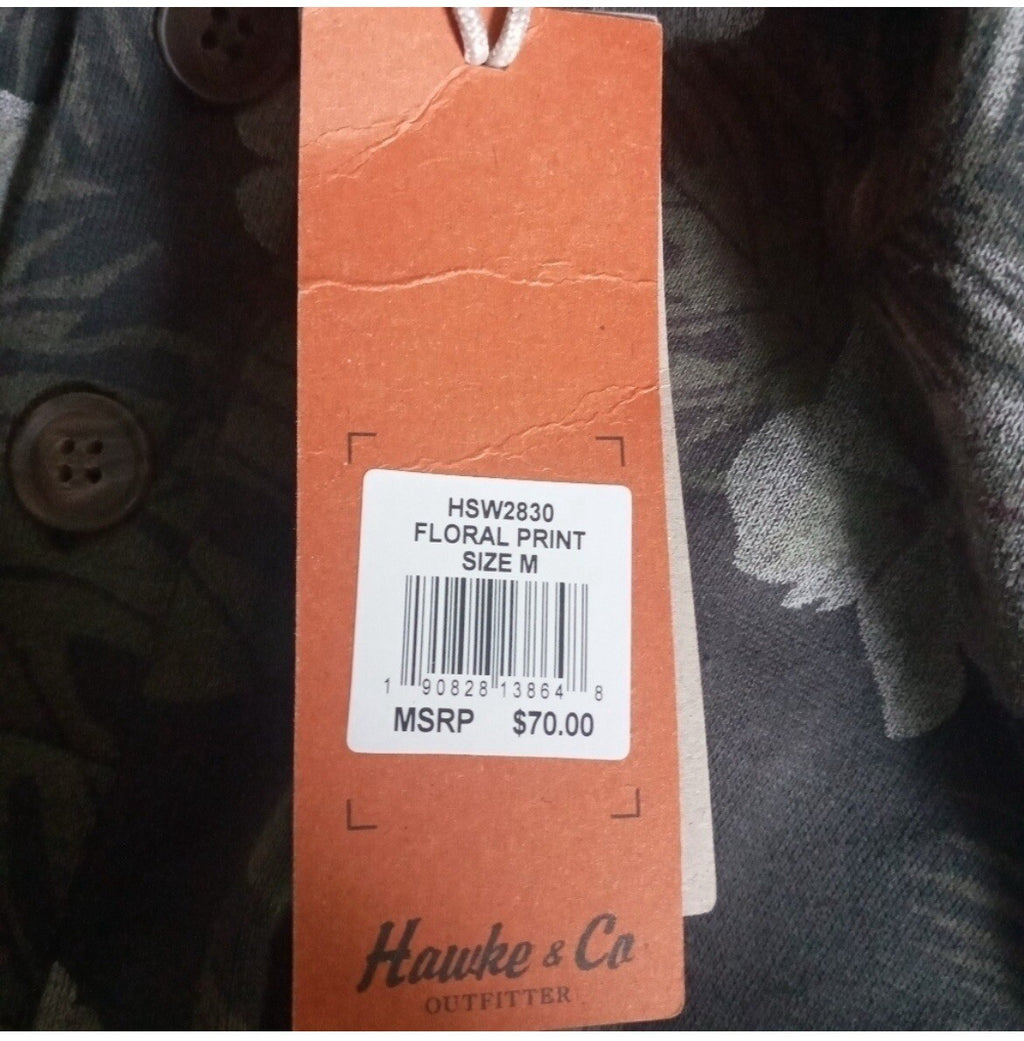 HSW2830
FLORAL PRINT
SIZE M
1 90828 13864 8
MSRP $70.00
Hawke & Co
OUTFITTER